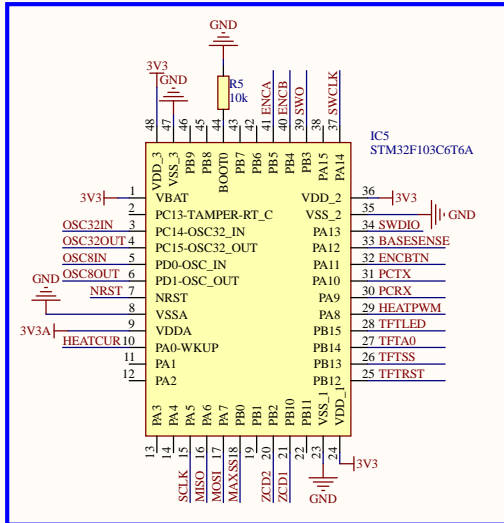 GND
3V3
GND
R5
10k
ENCA
ENCB
SWO
SWCLK
48
47
46
45
44
43
42
41
40
39
38
37
IC5
STM32F103C6T6A
VDD_3
VSS_3
PB9
PB8
BOOT0
PB7
PB6
PB5
PB4
PB3
PA15
PA14
3V3 1 VBAT
2 PC13-TAMPER-RT_C
OSC32IN 3 PC14-OSC32_IN
OSC32OUT 4 PC15-OSC32_OUT
OSC8IN 5 PD0-OSC_IN
OSC8OUT 6 PD1-OSC_OUT
NRST 7 NRST
GND 8 VSSA
3V3A 9 VDDA
HEATCUR 10 PA0-WKUP
11 PA1
12 PA2
VDD_2 36 3V3
VSS_2 35 GND
PA13 34 SWDIO
PA12 33 BASESENSE
PA11 32 ENCBTN
PA10 31 PCTX
PA9 30 PCRX
PA8 29 HEATPWM
PB15 28 TFTLED
PB14 27 TFTA0
PB13 26 TFTSS
PB12 25 TFTRST
PA3
PA4
PA5
PA6
PA7
PB0
PB1
PB2
PB10
PB11
VSS_1
VDD_1
13
14
15
16
17
18
19
20
21
22
23
24
SCLK
MISO
MOSI
MAXSS
ZCD2
ZCD1
GND
3V3